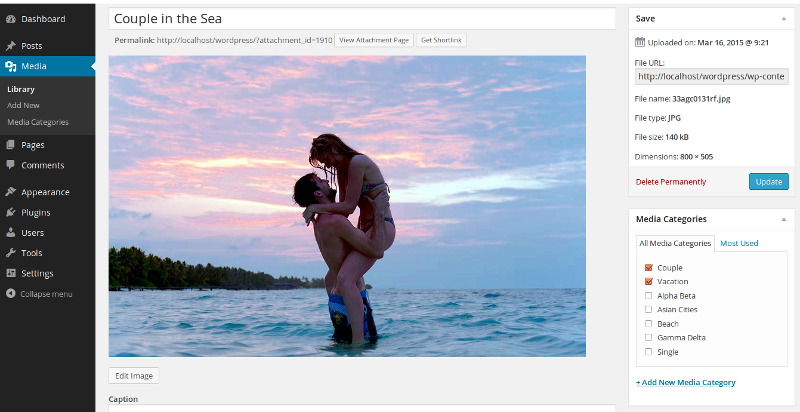 Dashboard
Posts
Media
Library
Add New
Media Categories
Pages
Comments
Appearance
Plugins
Users
Tools
Settings
Collapse menu
Couple in the Sea
Permalink: http://localhost/wordpress/?attachment_id=1910 View Attachment Page Get Shortlink
Edit Image
Caption
Save
Uploaded on: Mar 16, 2015 @ 9:21
File URL:
http://localhost/wordpress/wp-conte
File name: 33agc0131rf.jpg
File type: JPG
File size: 140 kB
Dimensions: 800 × 505
Delete Permanently Update
Media Categories
All Media Categories Most Used
Couple
Vacation
Alpha Beta
Asian Cities
Beach
Gamma Delta
Single
+ Add New Media Category